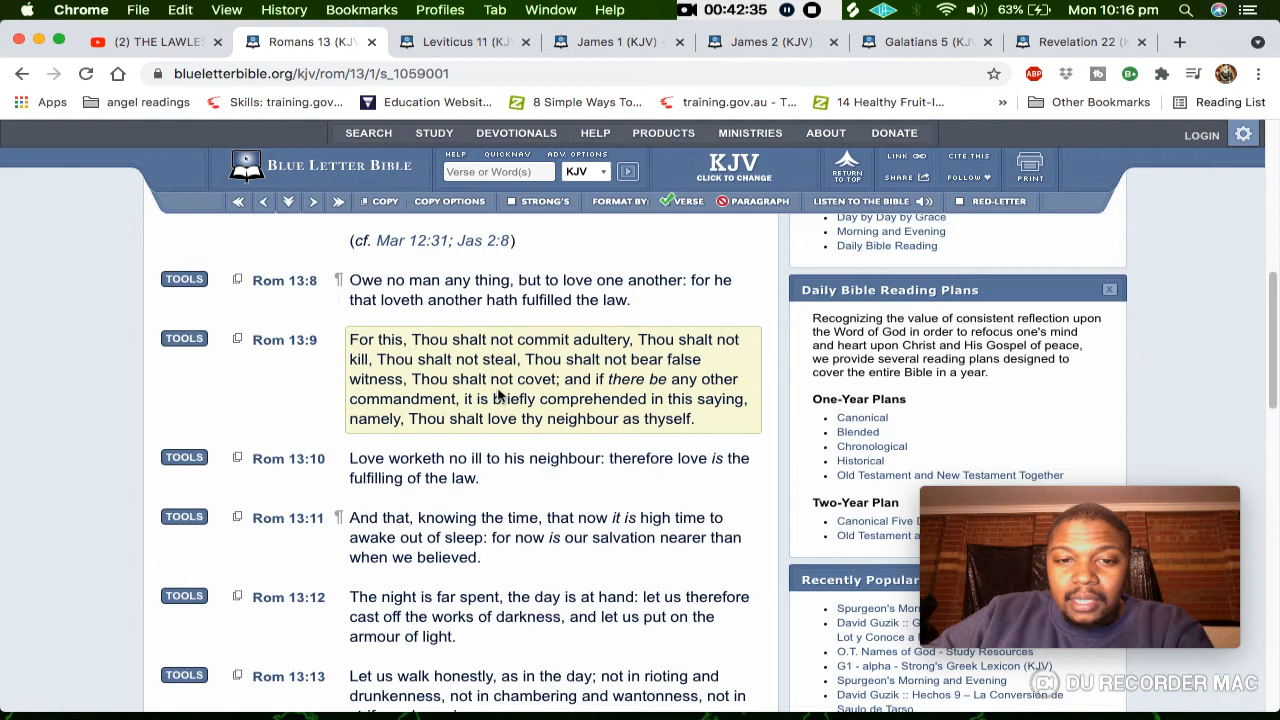 Chrome File Edit View History Bookmarks Profiles Tab Window Help 00:42:35 63% Mon 10:16 pm
(2) THE LAWLES Romans 13 (KJV Leviticus 11 (KJV James 1 (KJV) - James 2 (KJV) - Galatians 5 (KJV Revelation 22 (KJV
blueletterbible.org/kjv/rom/13/1/s_1059001
Apps angel readings Skills: training.gov... Education Websit... 8 Simple Ways To... training.gov.au - T... 14 Healthy Fruit-I... » Other Bookmarks Reading List
SEARCH STUDY DEVOTIONALS HELP PRODUCTS MINISTRIES ABOUT DONATE LOGIN
BLUE LETTER BIBLE
HELP QUICKNAV ADV. OPTIONS
Verse or Word(s) KJV
KJV
CLICK TO CHANGE
RETURN TO TOP
LINK CITE THIS
SHARE FOLLOW
PRINT
COPY COPY OPTIONS STRONG'S FORMAT BY: VERSE PARAGRAPH LISTEN TO THE BIBLE RED-LETTER
(cf. Mar 12:31; Jas 2:8)
TOOLS Rom 13:8 ¶ Owe no man any thing, but to love one another: for he
that loveth another hath fulfilled the law.
TOOLS Rom 13:9 For this, Thou shalt not commit adultery, Thou shalt not
kill, Thou shalt not steal, Thou shalt not bear false
witness, Thou shalt not covet; and if there be any other
commandment, it is briefly comprehended in this saying,
namely, Thou shalt love thy neighbour as thyself.
TOOLS Rom 13:10 Love worketh no ill to his neighbour: therefore love is the
fulfilling of the law.
TOOLS Rom 13:11 ¶ And that, knowing the time, that now it is high time to
awake out of sleep: for now is our salvation nearer than
when we believed.
TOOLS Rom 13:12 The night is far spent, the day is at hand: let us therefore
cast off the works of darkness, and let us put on the
armour of light.
TOOLS Rom 13:13 Let us walk honestly, as in the day; not in rioting and
drunkenness, not in chambering and wantonness, not in
Day by Day by Grace
Morning and Evening
Daily Bible Reading
Daily Bible Reading Plans
Recognizing the value of consistent reflection upon
the Word of God in order to refocus one's mind
and heart upon Christ and His Gospel of peace,
we provide several reading plans designed to
cover the entire Bible in a year.
One-Year Plans
Canonical
Blended
Chronological
Historical
Old Testament and New Testament Together
Two-Year Plan
Canonical Five D
Old Testament a
Recently Popular
Spurgeon's Morn
David Guzik :: G
Lot y Conoce a
O.T. Names of God - Study Resources
G1 - alpha - Strong's Greek Lexicon (KJV)
Spurgeon's Morning and Evening
David Guzik :: Hechos 9 – La Conversión de
Saulo de Tarso
DU RECORDER MAC